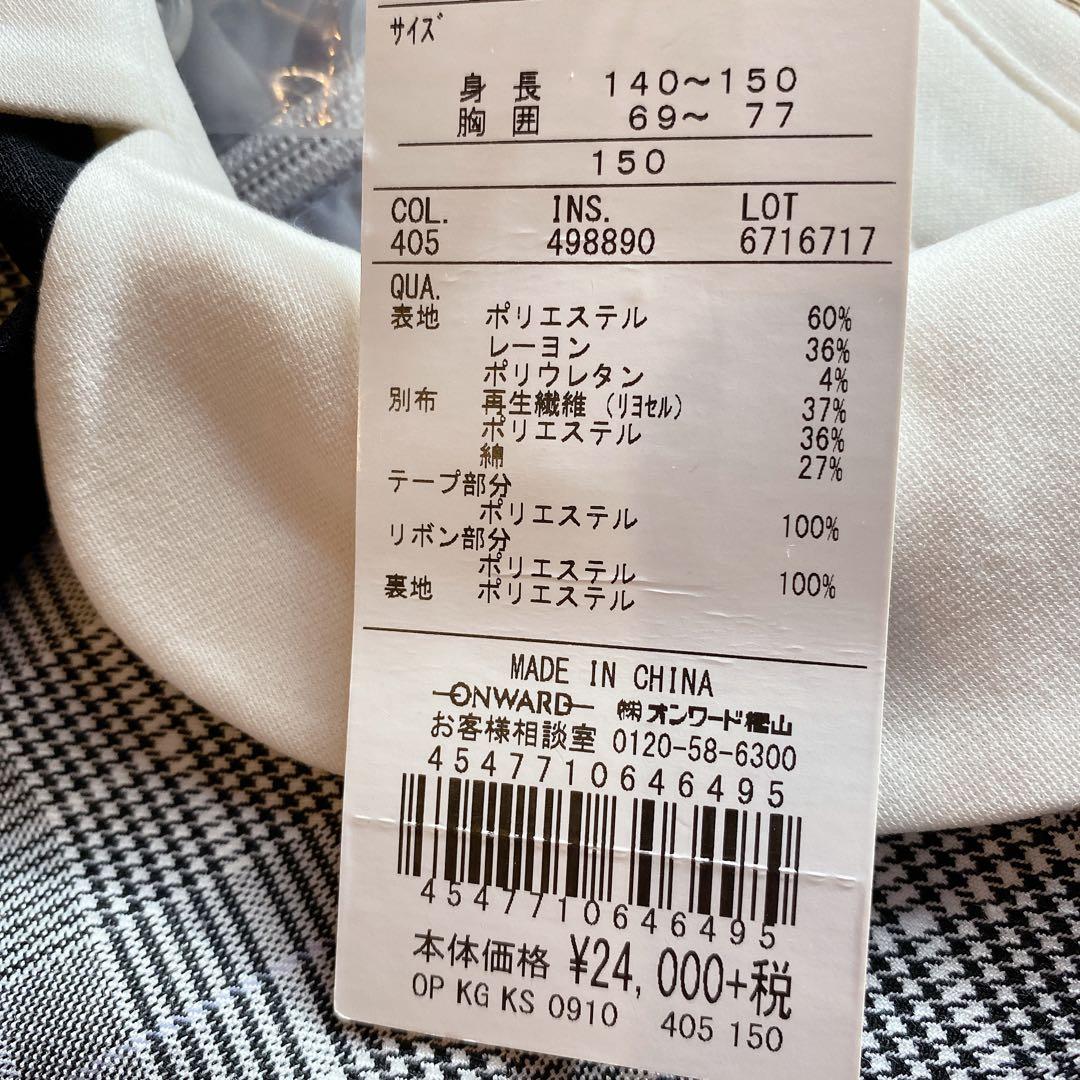 サイズ
身長 140～150
胸囲 69～ 77
150
COL. INS. LOT
405 498890 6716717
QUA.
表地 ポリエステル 60%
レーヨン 36%
ポリウレタン 4%
別布 再生繊維（リヨセル） 37%
ポリエステル 36%
綿 27%
テープ部分
ポリエステル 100%
リボン部分
ポリエステル 100%
裏地 ポリエステル
MADE IN CHINA
ONWARD ㈱オンワード樫山
お客様相談室 0120-58-6300
4547710646495
4547710646495
本体価格 ¥24,000+税
OP KG KS 0910 405 150